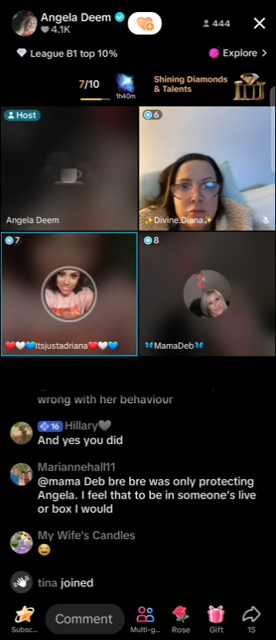 Angela Deem
4.1K
444
League B1 top 10%
Explore >
7/10
1h40m
Shining Diamonds
& Talents
Host
6
Angela Deem
✨Divine.Diana✨
7
8
❤️🤍💙Itsjustadriana❤️🤍💙
🦋MamaDeb🦋
wrong with her behaviour
16 Hillary🩶
And yes you did
Mariannehall11
@mama Deb bre bre was only protecting
Angela. I feel that to be in someone's live
or box I would
My Wife's Candles
😅
tina joined
Subsc...
Comment
Multi-g...
Rose
Gift
15